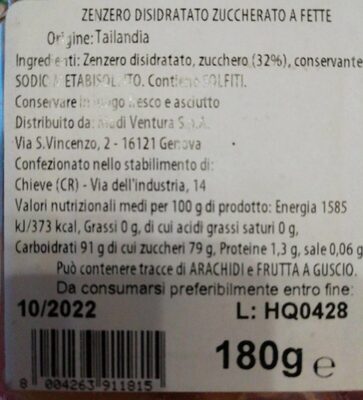 ZENZERO DISIDRATATO ZUCCHERATO A FETTE
Origine: Tailandia
Ingredienti: Zenzero disidratato, zucchero (32%), conservante
SODIO METABISOLFITO. Contiene SOLFITI.
Conservare in luogo fresco e asciutto
Distribuito da: Madi Ventura S.p.A.
Via S.Vincenzo, 2 - 16121 Genova
Confezionato nello stabilimento di:
Chieve (CR) - Via dell'industria, 14
Valori nutrizionali medi per 100 g di prodotto: Energia 1585
kJ/373 kcal, Grassi 0 g, di cui acidi grassi saturi 0 g,
Carboidrati 91 g di cui zuccheri 79 g, Proteine 1,3 g, sale 0,06 g
Può contenere tracce di ARACHIDI e FRUTTA A GUSCIO.
Da consumarsi preferibilmente entro fine:
10/2022 L: HQ0428
180g e
8 004263 911815